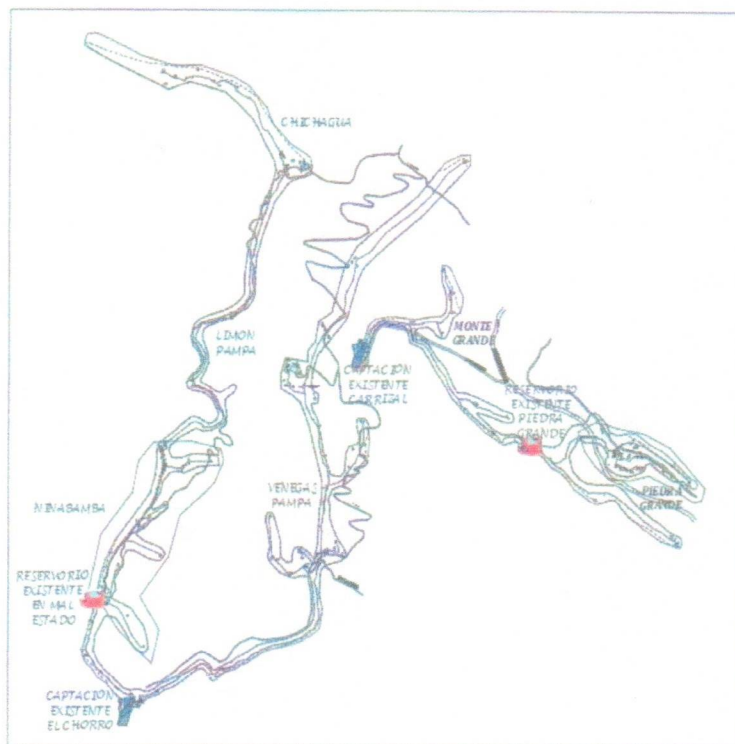 CHICHAGUA
LIMON
PAMPA
MONTE
GRANDE
CAPTACION
EXISTENTE
CARRIZAL
RESERVORIO
EXISTENTE
PIEDRA
GRANDE
PIEDRA
GRANDE
VENEGAS
PAMPA
NINABAMBA
RESERVORIO
EXISTENTE
EN MAL
ESTADO
CAPTACION
EXISTENTE
EL CHORRO